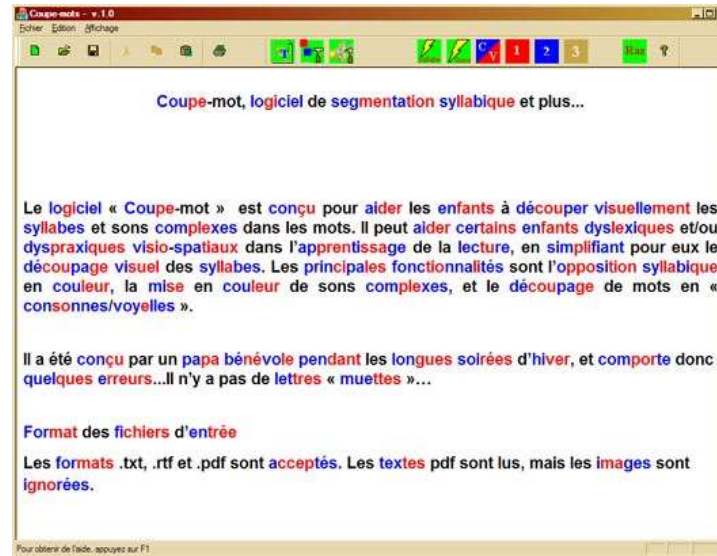 Coupe-mots - v.1.0
Fichier Edition Affichage
T C V 1 2 3 Raz ?
Coupe-mot, logiciel de segmentation syllabique et plus...
Le logiciel « Coupe-mot » est conçu pour aider les enfants à découper visuellement les
syllabes et sons complexes dans les mots. Il peut aider certains enfants dyslexiques et/ou
dyspraxiques visio-spatiaux dans l'apprentissage de la lecture, en simplifiant pour eux le
découpage visuel des syllabes. Les principales fonctionnalités sont l'opposition syllabique
en couleur, la mise en couleur de sons complexes, et le découpage de mots en «
consonnes/voyelles ».
Il a été conçu par un papa bénévole pendant les longues soirées d'hiver, et comporte donc
quelques erreurs...Il n'y a pas de lettres « muettes »...
Format des fichiers d'entrée
Les formats .txt, .rtf et .pdf sont acceptés. Les textes pdf sont lus, mais les images sont
ignorées.
Pour obtenir de l'aide, appuyez sur F1